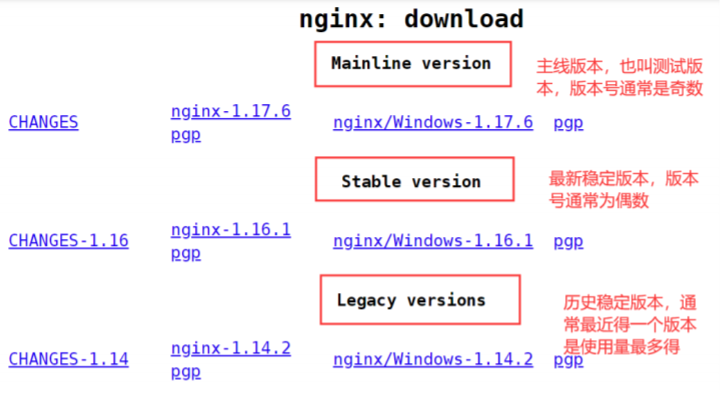 nginx: download
Mainline version
主线版本，也叫测试版
本，版本号通常是奇数
CHANGES
nginx-1.17.6
pgp
nginx/Windows-1.17.6
pgp
Stable version
最新稳定版本，版本
号通常为偶数
CHANGES-1.16
nginx-1.16.1
pgp
nginx/Windows-1.16.1
pgp
Legacy versions
历史稳定版本，通
常最近得一个版本
是使用量最多得
CHANGES-1.14
nginx-1.14.2
pgp
nginx/Windows-1.14.2
pgp